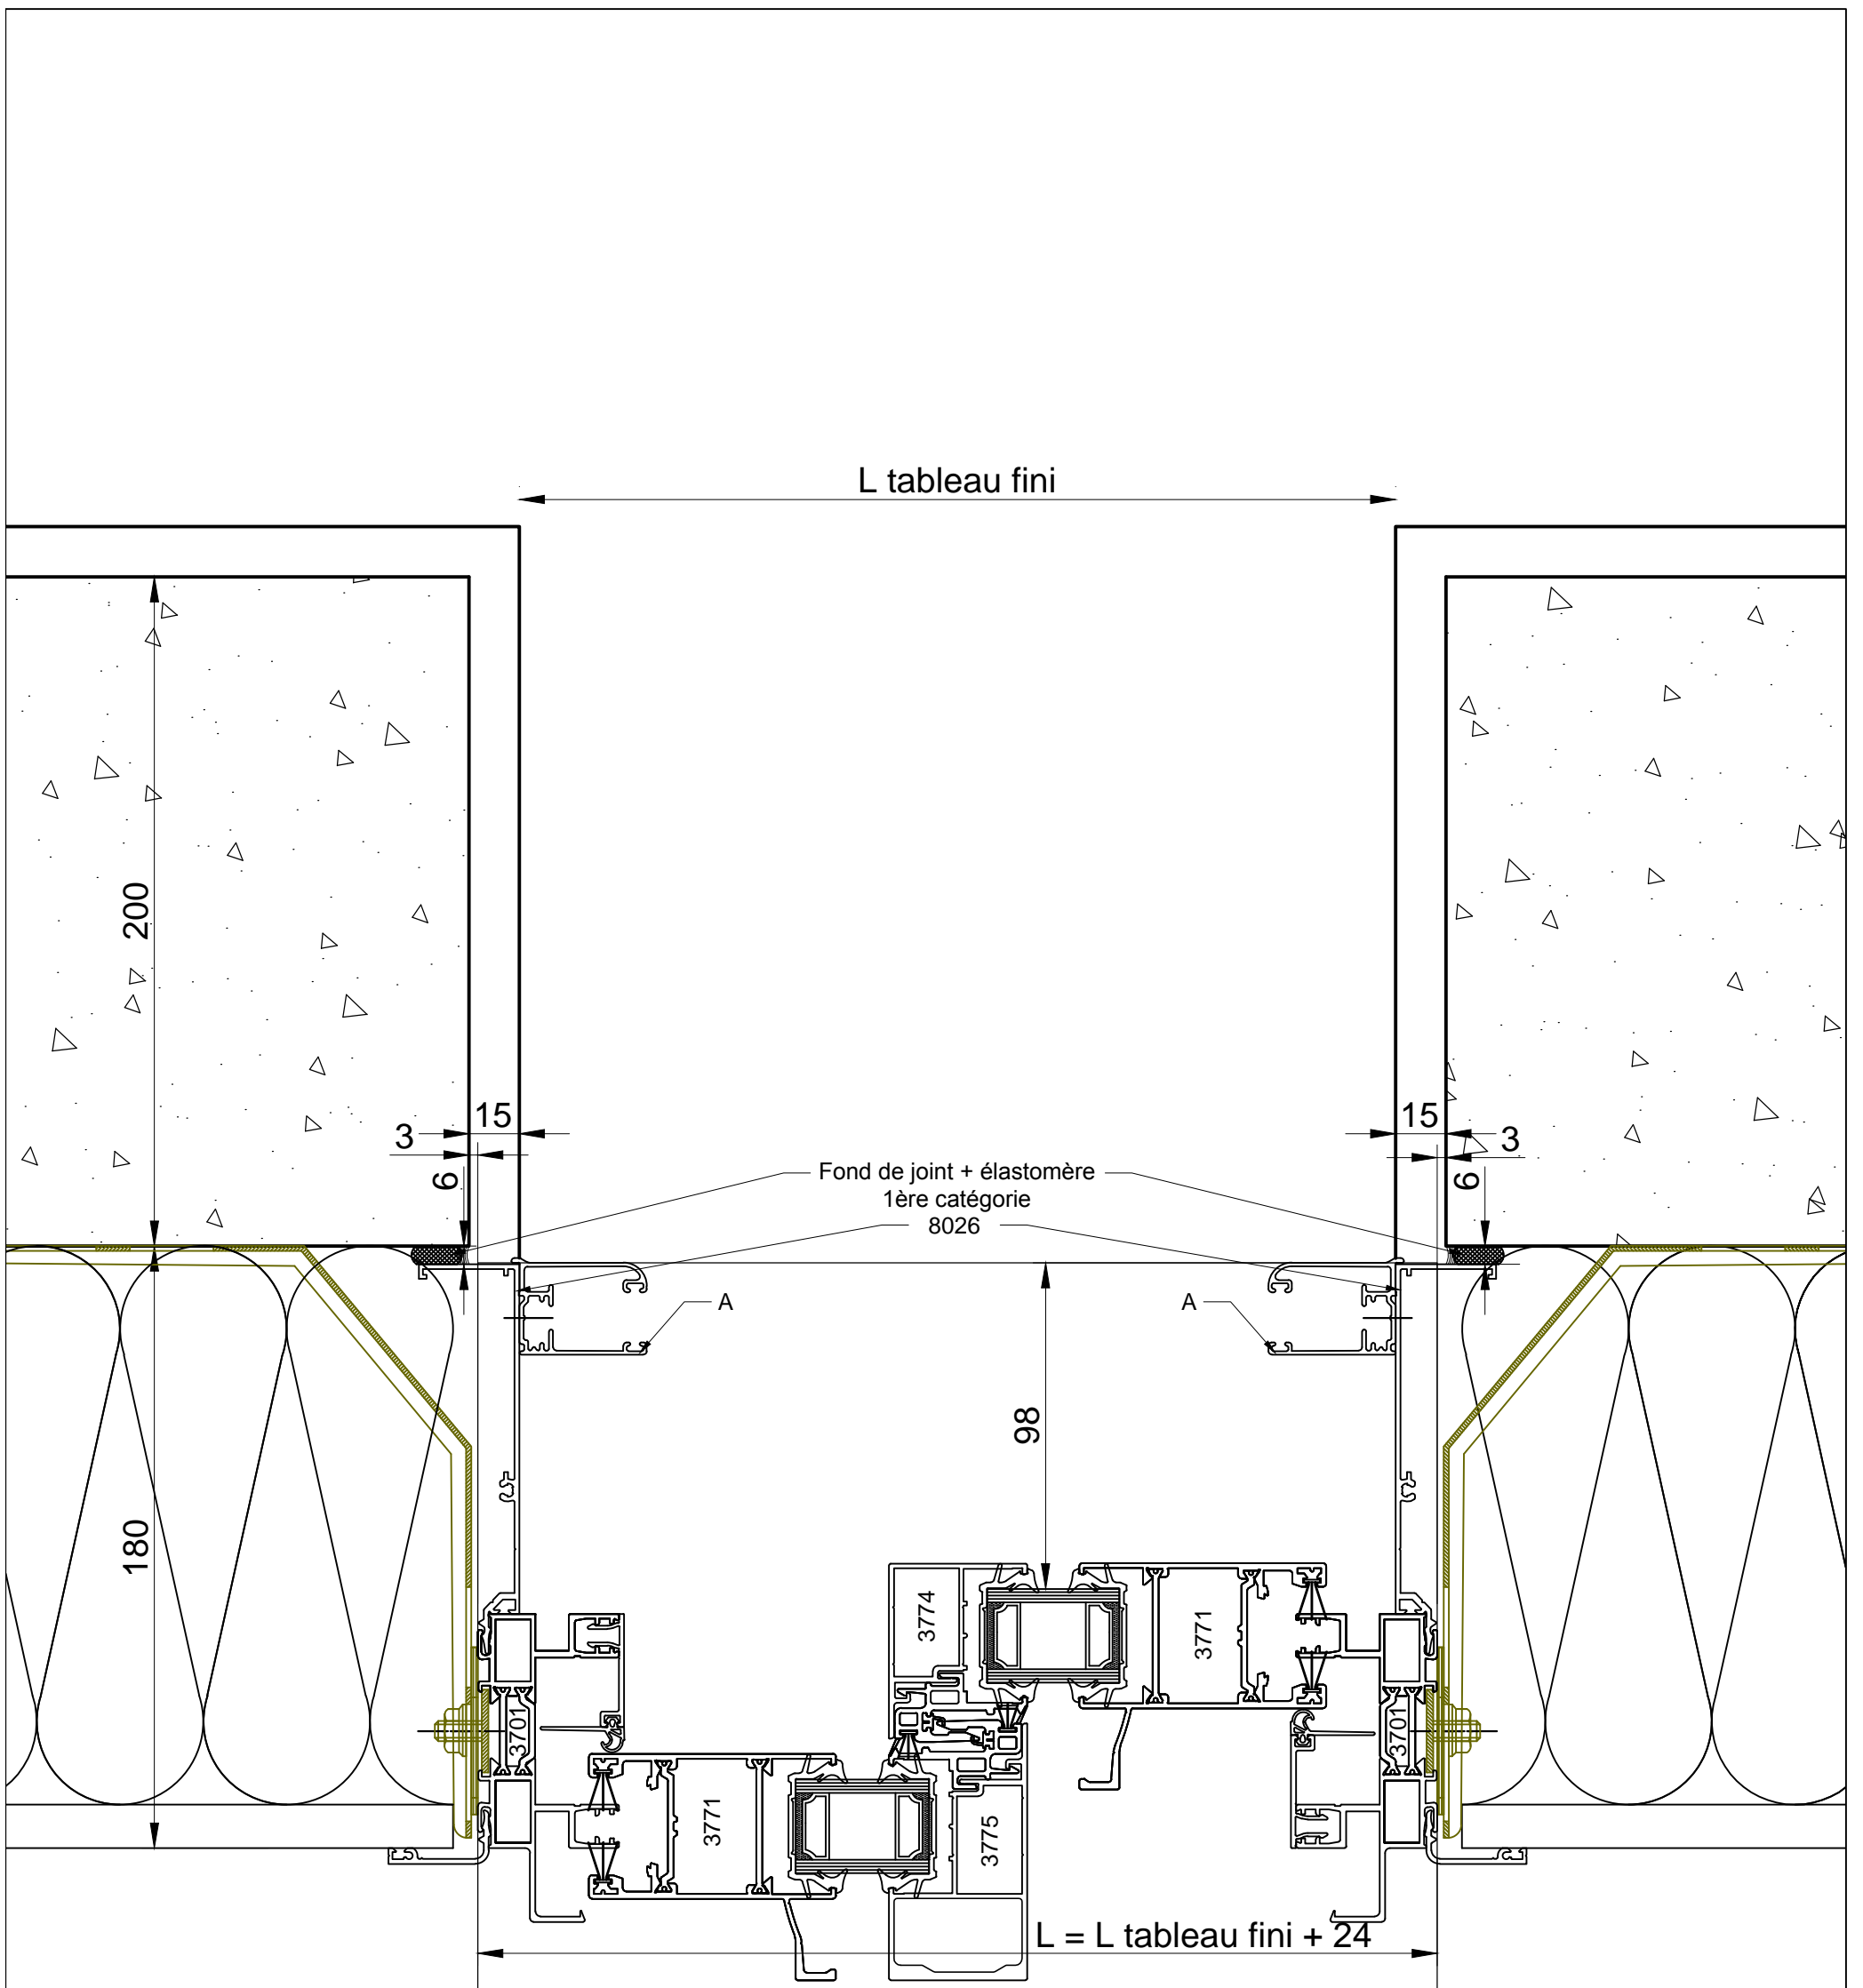 L tableau fini
200
15
3
6
15
3
6
Fond de joint + élastomère
1ère catégorie
8026
A
A
98
180
3774
3771
3701
3701
3771
3775
L = L tableau fini + 24